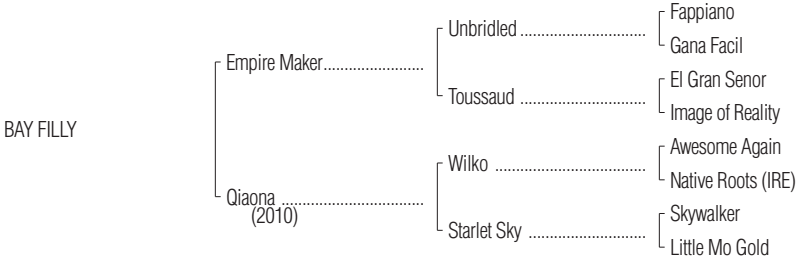 Fappiano
Unbridled ..............................
Gana Facil
Empire Maker........................
El Gran Senor
Toussaud ..............................
Image of Reality
BAY FILLY
Awesome Again
Wilko ....................................
Native Roots (IRE)
Qiaona ..................................
(2010)
Skywalker
Starlet Sky ............................
Little Mo Gold